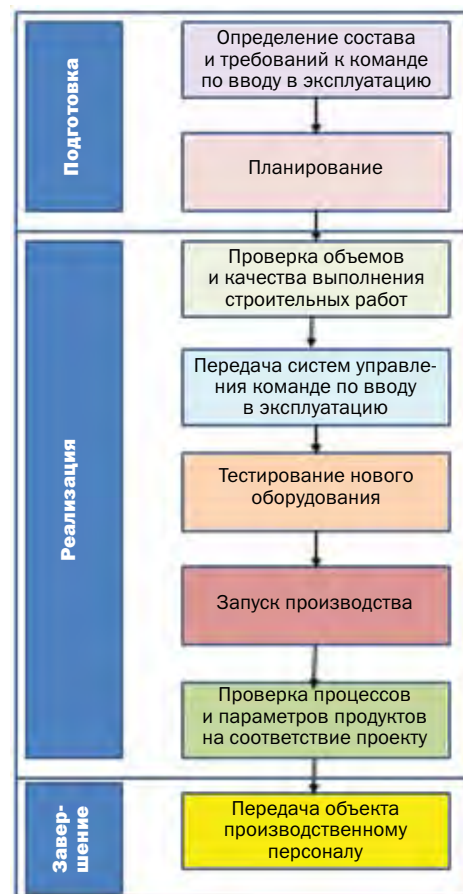 Подготовка
Определение состава
и требований к команде
по вводу в эксплуатацию
Планирование
Реализация
Проверка объемов
и качества выполнения
строительных работ
Передача систем управле-
ния команде по вводу
в эксплуатацию
Тестирование нового
оборудования
Запуск производства
Проверка процессов
и параметров продуктов
на соответствие проекту
Завер-
шение
Передача объекта
производственному
персоналу